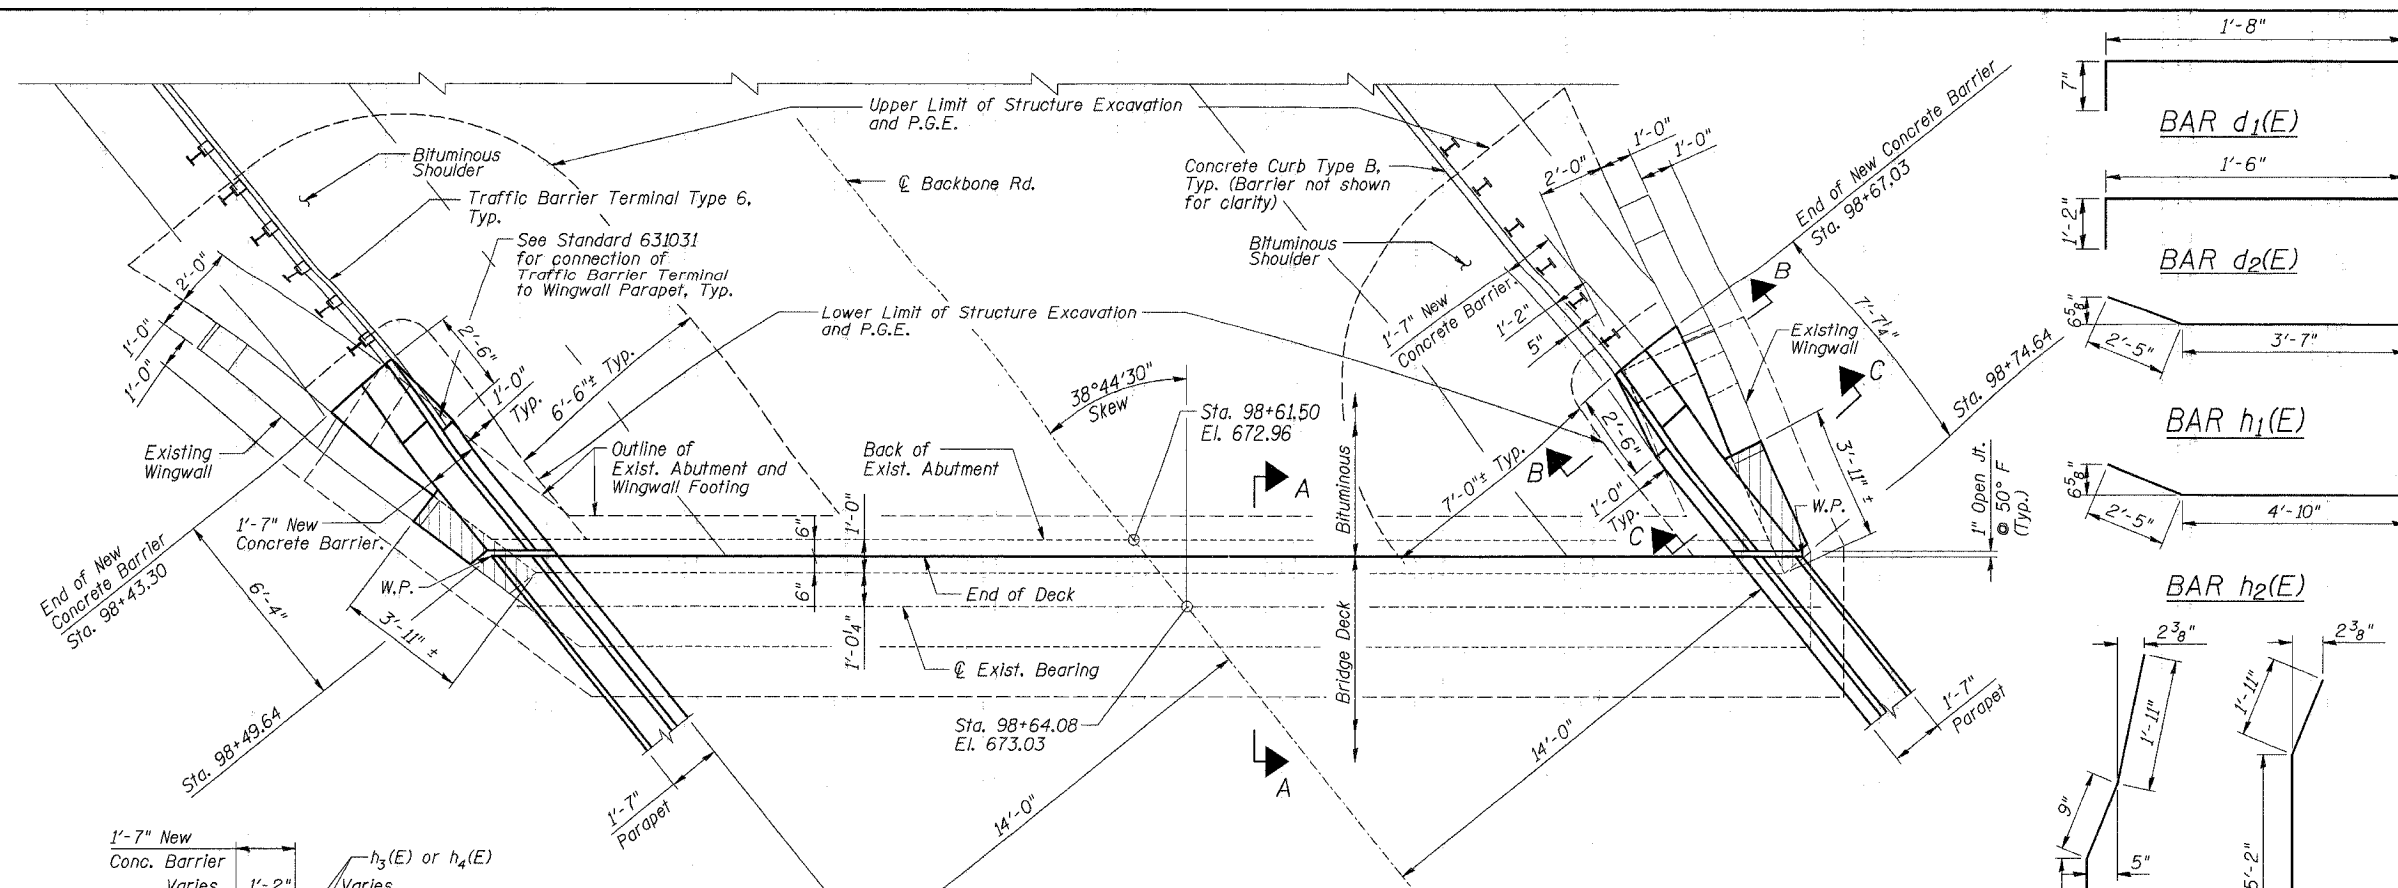 1'-8"
7"
BAR d1(E)
1'-6"
1'-2"
BAR d2(E)
6 5/8"
2'-5"
3'-7"
BAR h1(E)
6 5/8"
2'-5"
4'-10"
BAR h2(E)
2 3/8"
2 3/8"
1'-11"
1'-11"
9"
5"
5'-2"
Upper Limit of Structure Excavation
and P.G.E.
Bituminous
Shoulder
Traffic Barrier Terminal Type 6,
Typ.
See Standard 631031
for connection of
Traffic Barrier Terminal
to Wingwall Parapet, Typ.
℄ Backbone Rd.
Concrete Curb Type B,
Typ. (Barrier not shown
for clarity)
Bituminous
Shoulder
Lower Limit of Structure Excavation
and P.G.E.
2'-0"
1'-0"
1'-0"
2'-0"
1'-0"
1'-0"
End of New Concrete Barrier
Sta. 98+67.03
B
7'-7 1/4"
Existing
Wingwall
C
Sta. 98+74.64
1'-7" New
Concrete Barrier.
1'-2"
5"
2'-6"
1'-0"
Typ.
6'-6"± Typ.
38°44'30"
Skew
Sta. 98+61.50
El. 672.96
A
Back of
Exist. Abutment
Outline of
Exist. Abutment and
Wingwall Footing
Existing
Wingwall
1'-7" New
Concrete Barrier.
End of New
Concrete Barrier
Sta. 98+43.30
6'-4"
3'-11" ±
W.P.
Sta. 98+49.64
6"
1'-0"
6"
1'-0 1/4"
End of Deck
℄ Exist. Bearing
Sta. 98+64.08
El. 673.03
A
Bituminous
Bridge Deck
7'-0"± Typ.
2'-6"
B
1'-0"
Typ.
C
3'-11" ±
W.P.
1" Open Jt.
@ 50° F
(Typ.)
14'-0"
14'-0"
1'-7"
Parapet
1'-7"
Parapet
1'-7" New
Conc. Barrier
Varies
1'-2"
h3(E) or h4(E)
Varies